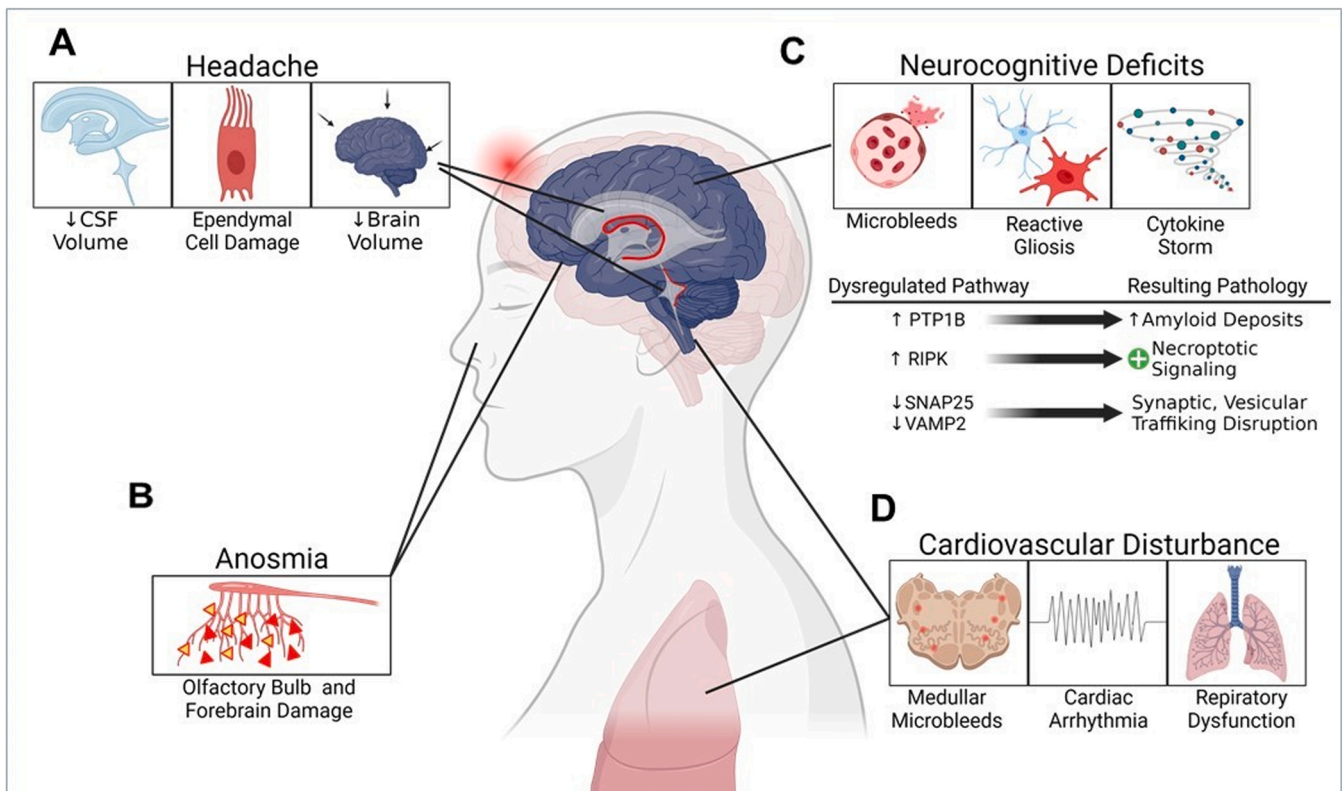 A
Headache
↓CSF
Volume
Ependymal
Cell Damage
↓Brain
Volume
B
Anosmia
Olfactory Bulb and
Forebrain Damage
C
Neurocognitive Deficits
Microbleeds
Reactive
Gliosis
Cytokine
Storm
Dysregulated Pathway
Resulting Pathology
↑ PTP1B
↑Amyloid Deposits
↑ RIPK
Necroptotic
Signaling
↓SNAP25
↓VAMP2
Synaptic, Vesicular
Traffiking Disruption
D
Cardiovascular Disturbance
Medullar
Microbleeds
Cardiac
Arrhythmia
Repiratory
Dysfunction